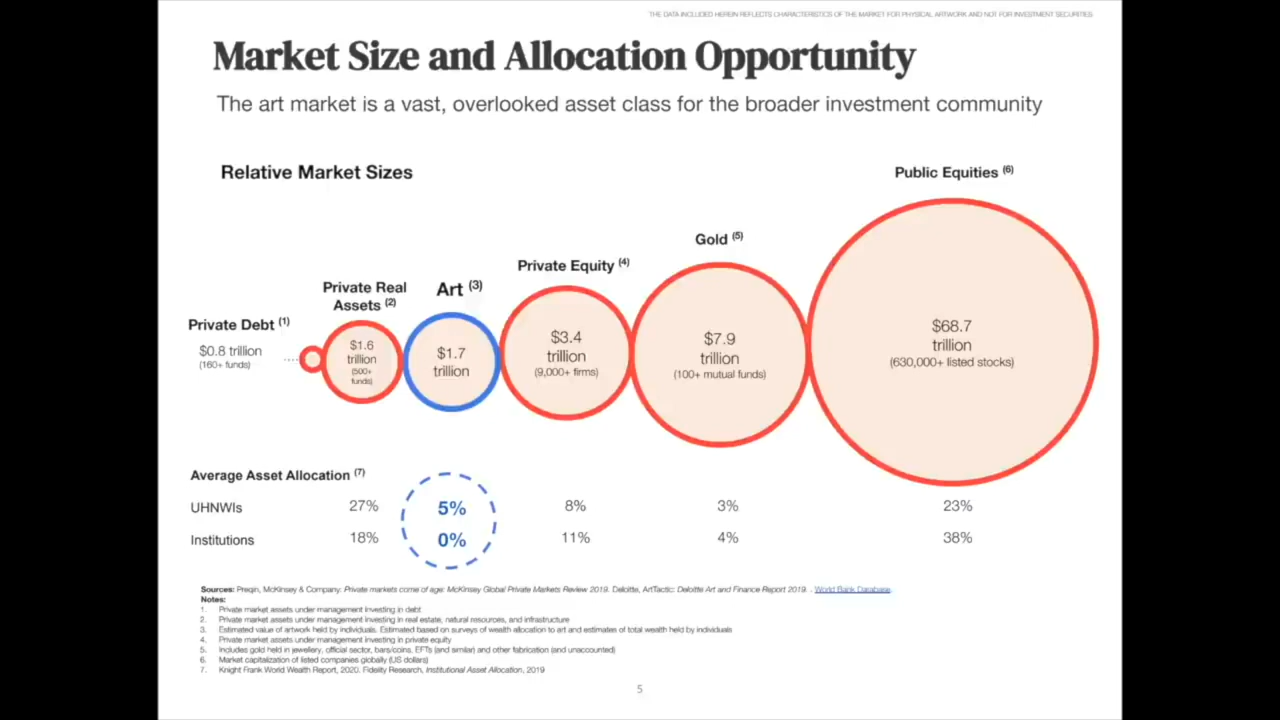 THE DATA INCLUDED HEREIN REFLECTS CHARACTERISTICS OF THE MARKET FOR PHYSICAL ARTWORK AND NOT FOR INVESTMENT SECURITIES.
Market Size and Allocation Opportunity
The art market is a vast, overlooked asset class for the broader investment community
Relative Market Sizes
Private Debt (1)
$0.8 trillion
(160+ funds)
Private Real
Assets (2)
$1.6
trillion
(500+
funds)
Art (3)
$1.7
trillion
Private Equity (4)
$3.4
trillion
(9,000+ firms)
Gold (5)
$7.9
trillion
(100+ mutual funds)
Public Equities (6)
$68.7
trillion
(630,000+ listed stocks)
Average Asset Allocation (7)
UHNWIs 27% 5% 8% 3% 23%
Institutions 18% 0% 11% 4% 38%
Sources: Preqin, McKinsey & Company. Private markets come of age: McKinsey Global Private Markets Review 2019. Deloitte, ArtTactic: Deloitte Art and Finance Report 2019. . World Bank Database.
Notes:
1. Private market assets under management investing in debt
2. Private market assets under management investing in real estate, natural resources, and infrastructure
3. Estimated value of artwork held by individuals. Estimated based on surveys of wealth allocation to art and estimates of total wealth held by individuals
4. Private market assets under management investing in private equity
5. Includes gold held in jewellery, official sector, bars/coins, EFTs (and similar) and other fabrication (and unaccounted)
6. Market capitalization of listed companies globally (US dollars)
7. Knight Frank World Wealth Report, 2020. Fidelity Research, Institutional Asset Allocation, 2019
5